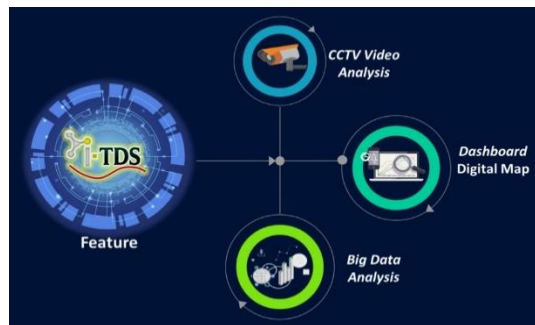 i-TDS
Feature
CCTV Video
Analysis
Dashboard
Digital Map
Big Data
Analysis